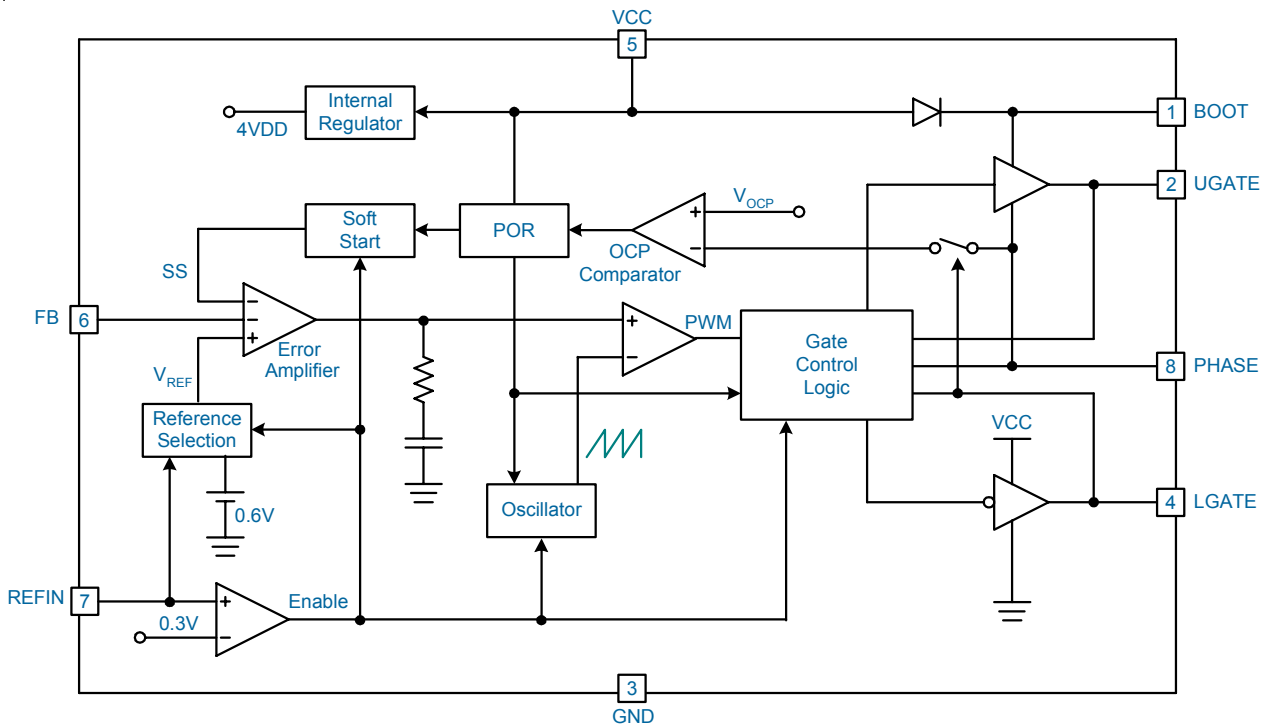 VCC
5
Internal
Regulator
4VDD
1
BOOT
2
UGATE
Soft
Start
POR
+
V_OCP
−
OCP
Comparator
SS
FB
6
−
−
+
Error
Amplifier
+
−
PWM
Gate
Control
Logic
8
PHASE
V_REF
Reference
Selection
VCC
0.6V
Oscillator
4
LGATE
REFIN
7
+
0.3V
−
Enable
3
GND